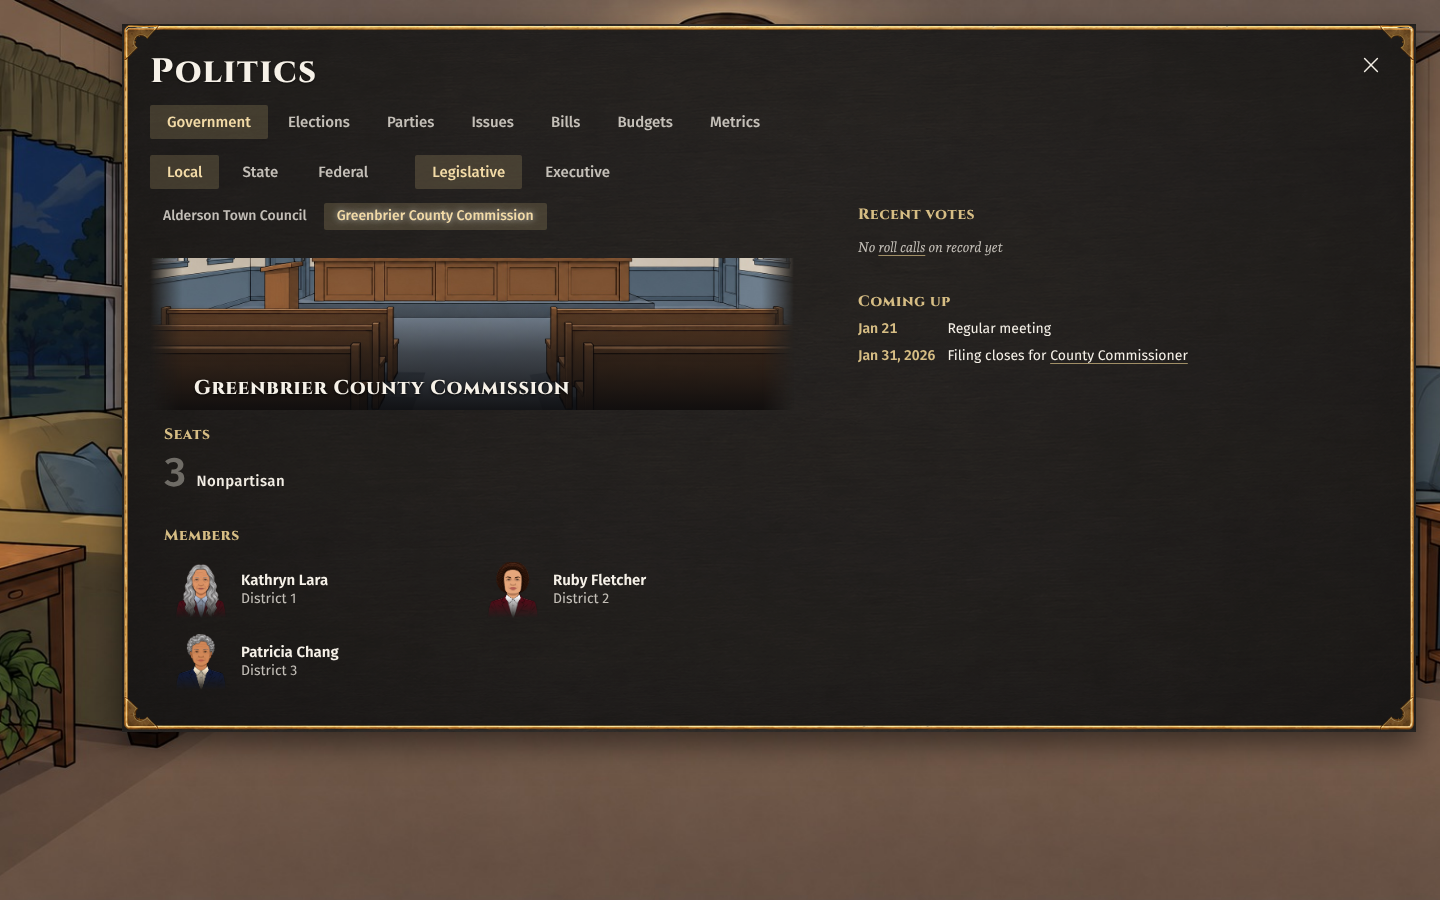 Politics
Government Elections Parties Issues Bills Budgets Metrics
Local State Federal Legislative Executive
Alderson Town Council Greenbrier County Commission
Greenbrier County Commission
Seats
3 Nonpartisan
Members
Kathryn Lara
District 1
Ruby Fletcher
District 2
Patricia Chang
District 3
Recent votes
No roll calls on record yet
Coming up
Jan 21 Regular meeting
Jan 31, 2026 Filing closes for County Commissioner